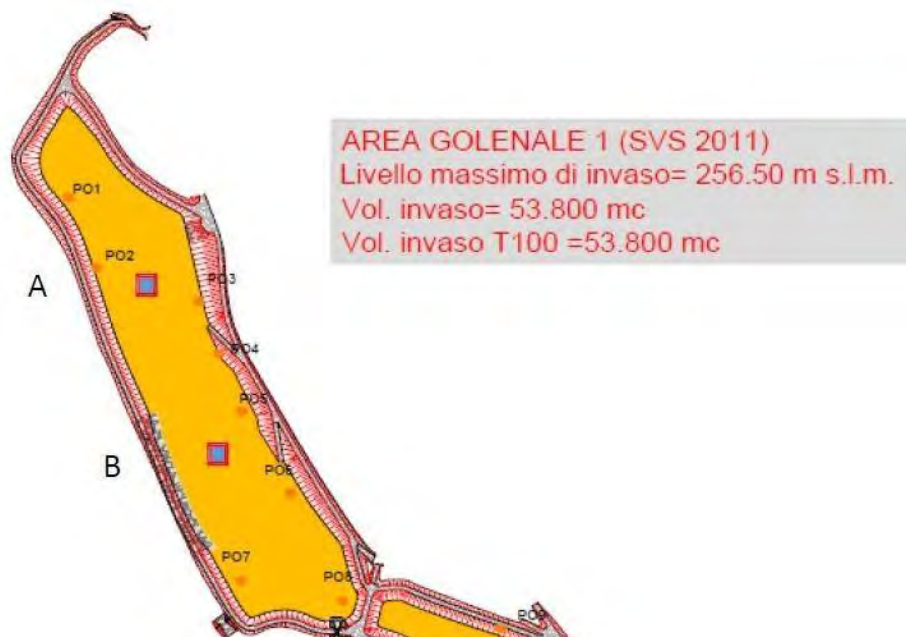 AREA GOLENALE 1 (SVS 2011)
Livello massimo di invaso= 256.50 m s.l.m.
Vol. invaso= 53.800 mc
Vol. invaso T100 =53.800 mc
PO1
PO2
A
PO3
PO4
PO5
B
PO6
PO7
PO8